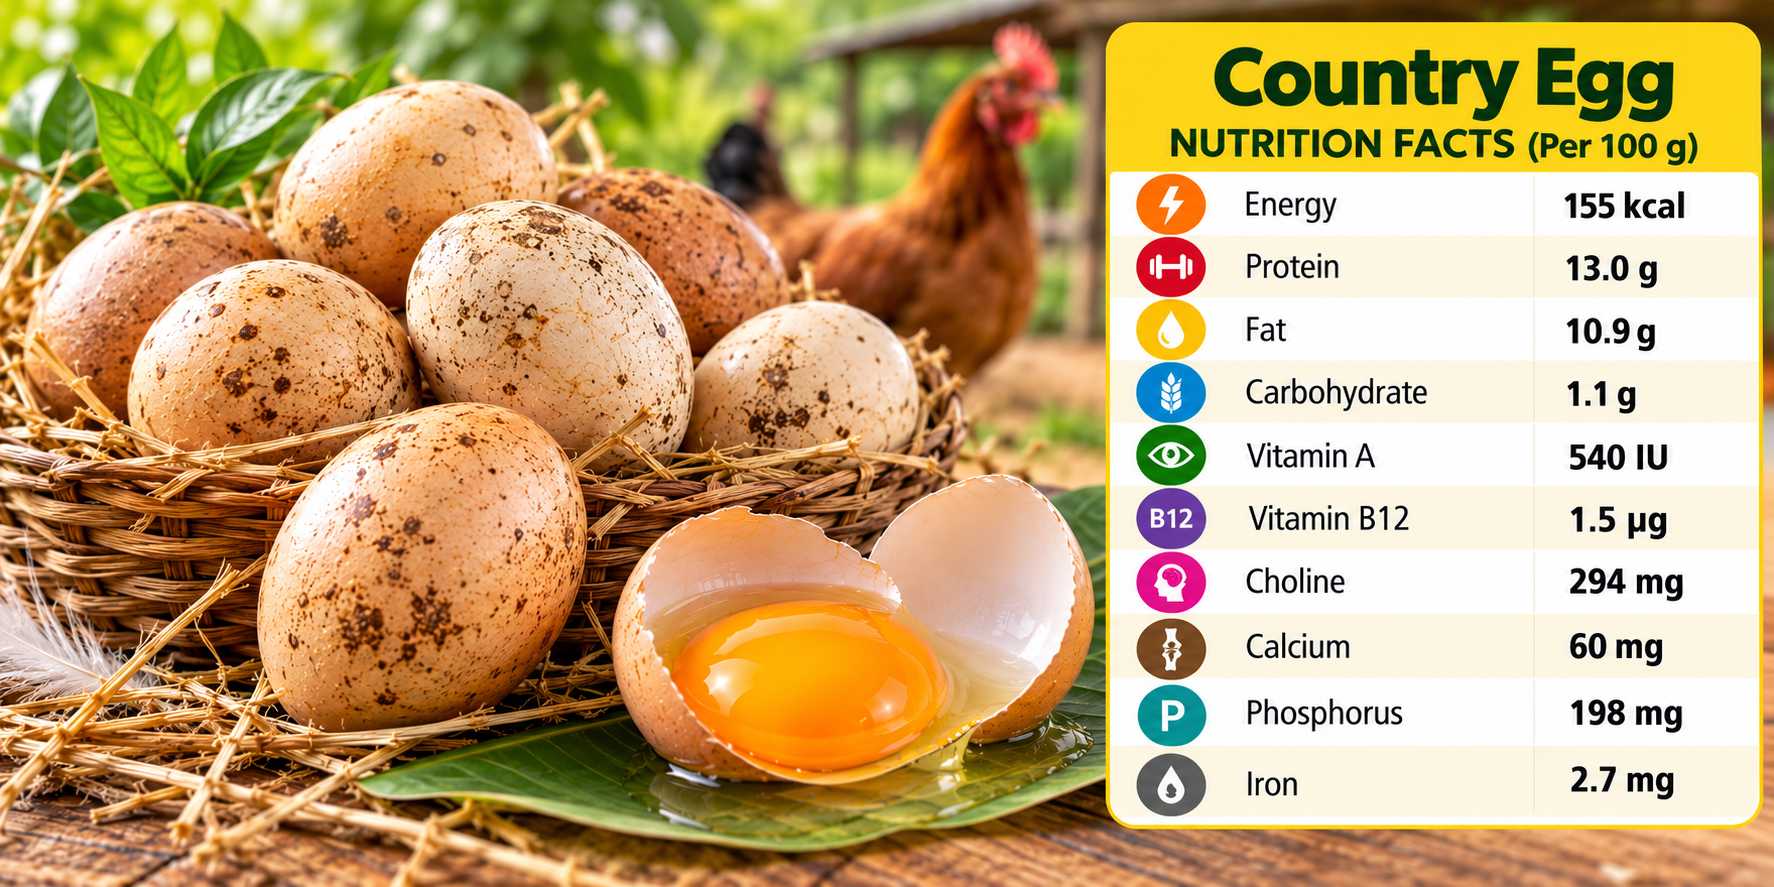 Country Egg
NUTRITION FACTS (Per 100 g)
Energy 155 kcal
Protein 13.0 g
Fat 10.9 g
Carbohydrate 1.1 g
Vitamin A 540 IU
B12 Vitamin B12 1.5 µg
Choline 294 mg
Calcium 60 mg
P Phosphorus 198 mg
Iron 2.7 mg